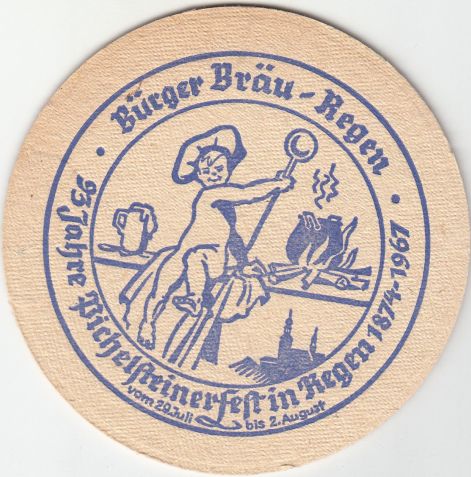 Bürger Bräu - Regen
93 Jahre Pichelsteinerfest in Regen 1874-1967
vom 29. Juli bis 2. August